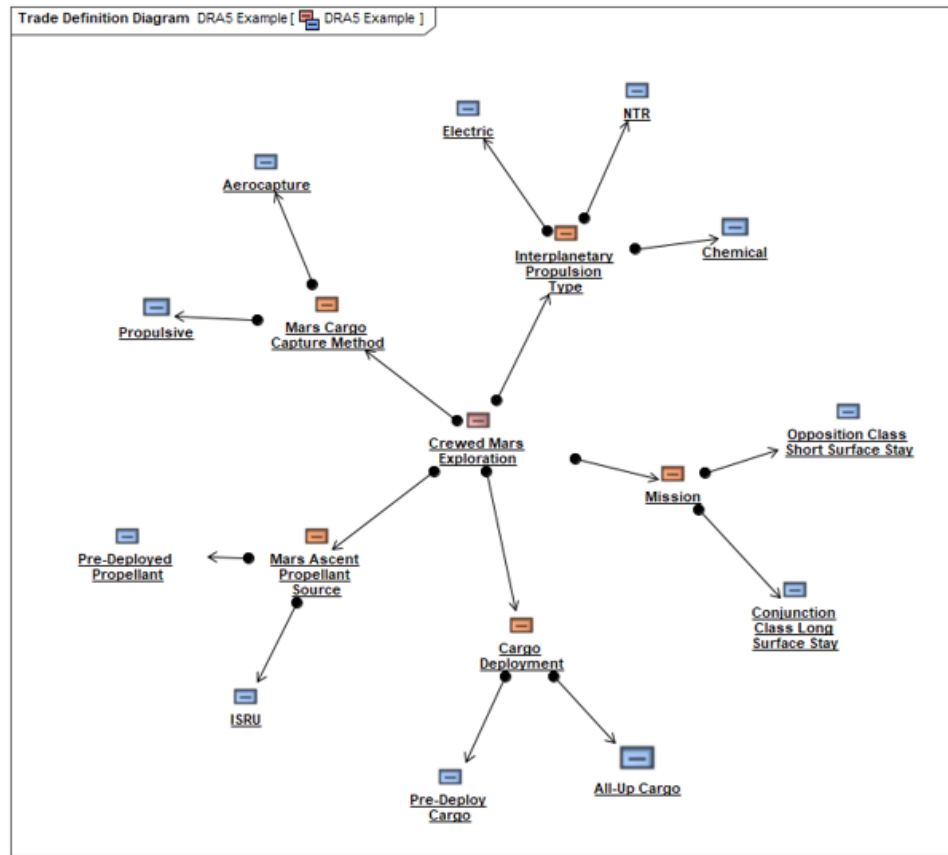 Trade Definition Diagram DRA5 Example [ DRA5 Example ]
NTR
Electric
Aerocapture
Interplanetary
Propulsion
Type
Chemical
Propulsive
Mars Cargo
Capture Method
Crewed Mars
Exploration
Opposition Class
Short Surface Stay
Mission
Pre-Deployed
Propellant
Mars Ascent
Propellant
Source
Conjunction
Class Long
Surface Stay
Cargo
Deployment
ISRU
Pre-Deploy
Cargo
All-Up Cargo